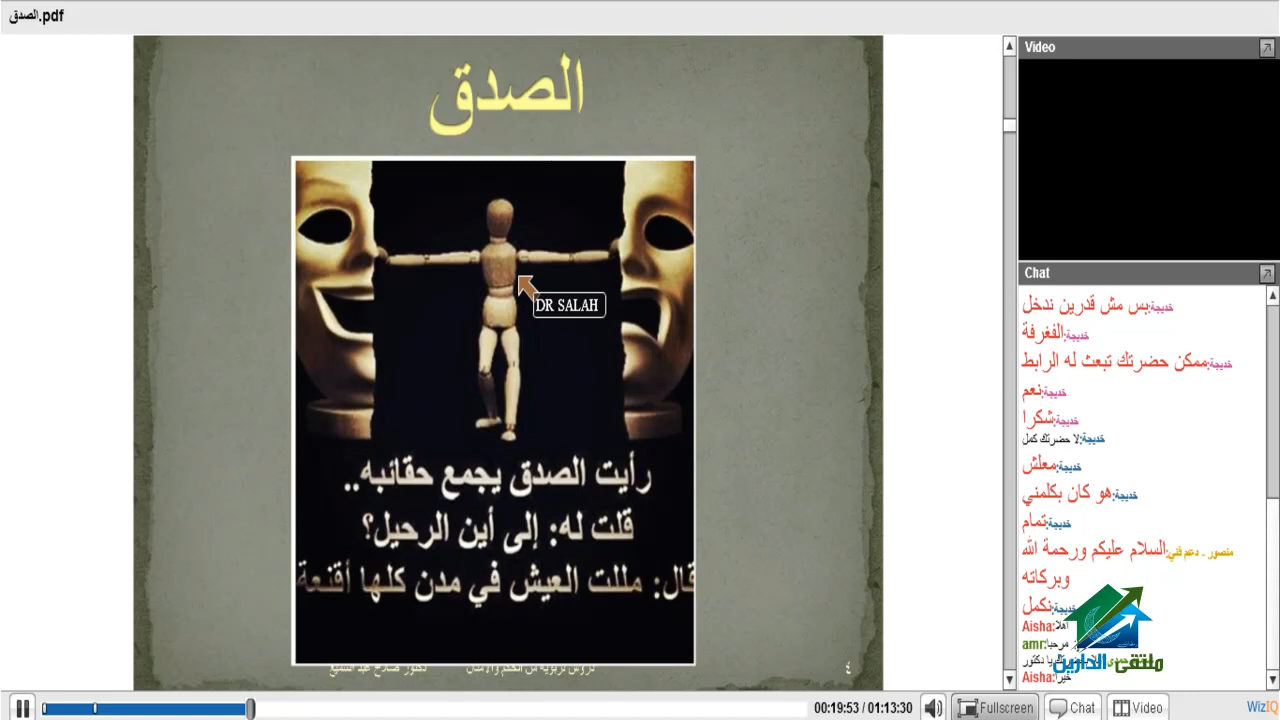 الصدق.pdf
الصدق
DR SALAH
رأيت الصدق يجمع حقائبه..
قلت له: إلى أين الرحيل؟
قال: مللت العيش في مدن كلها أقنعة
٤
Video
Chat
خديجة:بس مش قدرين ندخل
خديجة:الفغرفة
خديجة:ممكن حضرتك تبعث له الرابط
خديجة:نعم
خديجة:شكرا
خديجة:لا حضرتك كمل
خديجة:معلش
خديجة:هو كان بكلمني
خديجة:تمام
منصور - دعم فني:السلام عليكم ورحمة الله
وبركاته
خديجة:نكمل
Aisha:اهلا
amr:مرحبا
يا دكتور
Aisha:خيرا
ملتقى الدارين
00:19:53 / 01:13:30
Fullscreen
Chat
Video
WizIQ